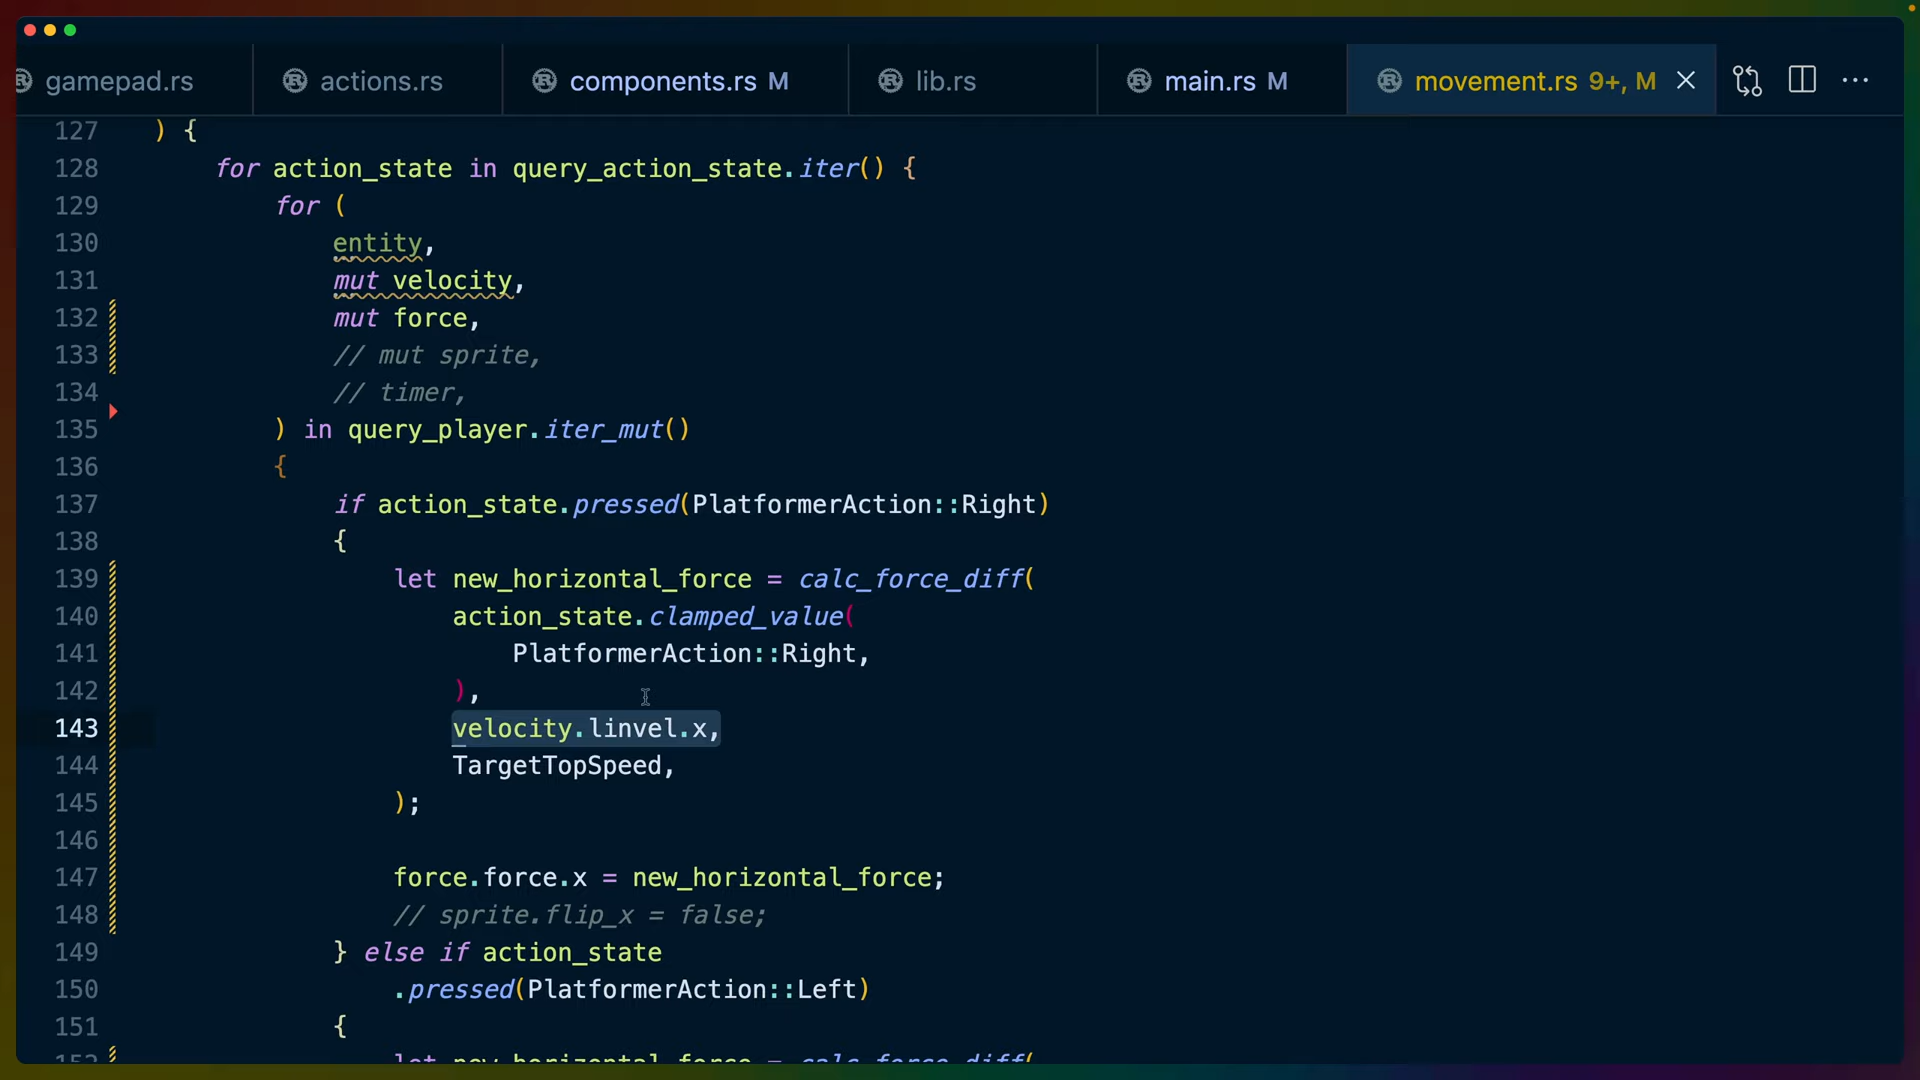 gamepad.rs actions.rs components.rs M lib.rs main.rs M movement.rs 9+, M
127 ) {
128 for action_state in query_action_state.iter() {
129 for (
130 entity,
131 mut velocity,
132 mut force,
133 // mut sprite,
134 // timer,
135 ) in query_player.iter_mut()
136 {
137 if action_state.pressed(PlatformerAction::Right)
138 {
139 let new_horizontal_force = calc_force_diff(
140 action_state.clamped_value(
141 PlatformerAction::Right,
142 ),
143 velocity.linvel.x,
144 TargetTopSpeed,
145 );
146
147 force.force.x = new_horizontal_force;
148 // sprite.flip_x = false;
149 } else if action_state
150 .pressed(PlatformerAction::Left)
151 {
152 let new_horizontal_force = calc_force_diff(